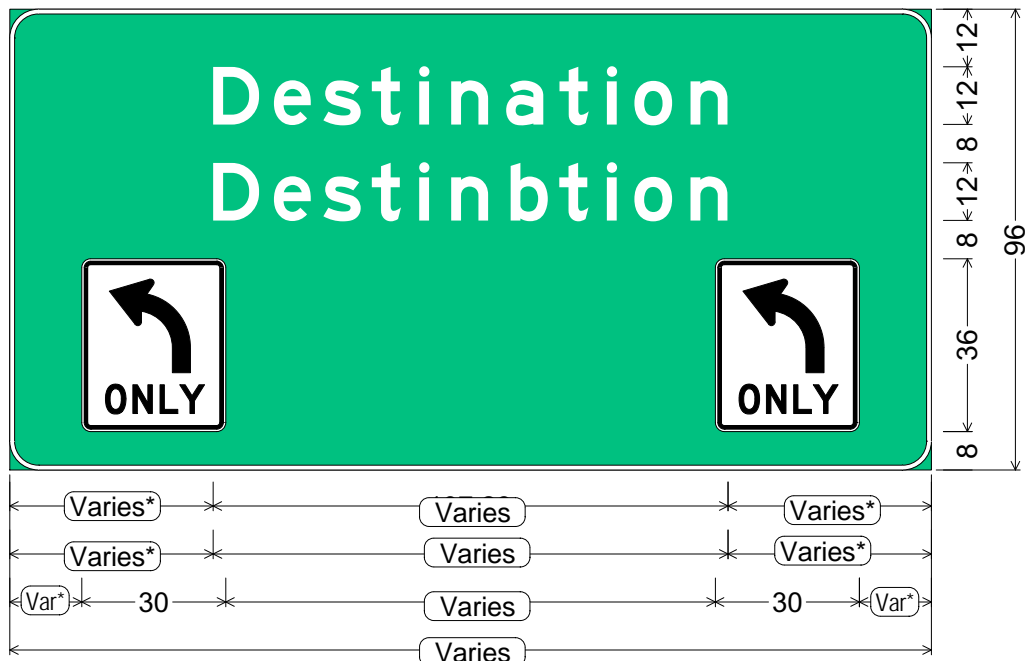 Destination
12
12
8
Destinbtion
12
8
96
ONLY ONLY
36
8
Varies* Varies Varies*
Varies* Varies Varies*
Var* 30 Varies 30 Var*
Varies